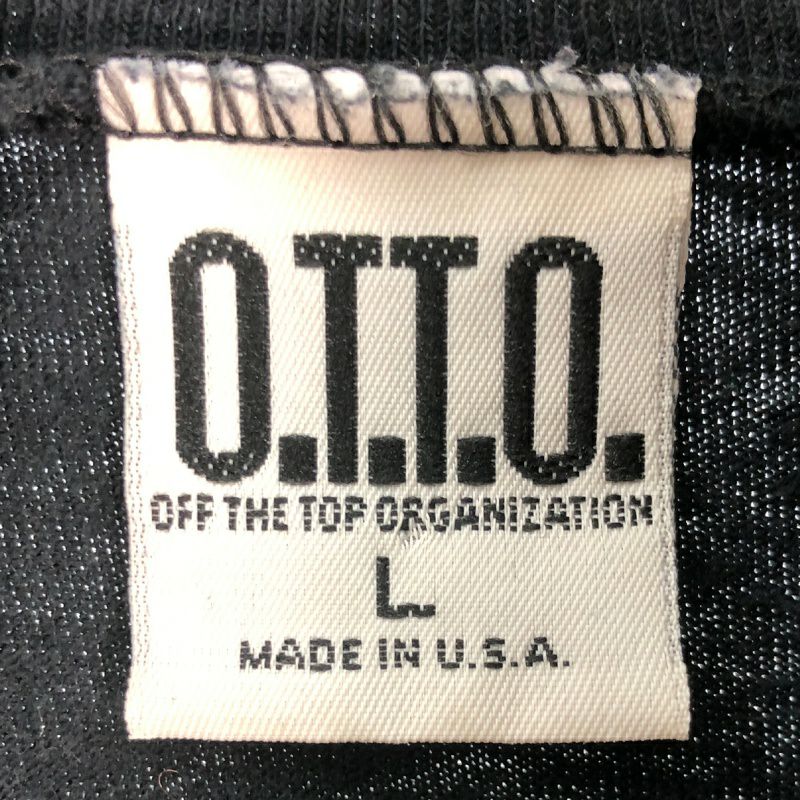 O.T.T.O.
OFF THE TOP ORGANIZATION
L
MADE IN U.S.A.